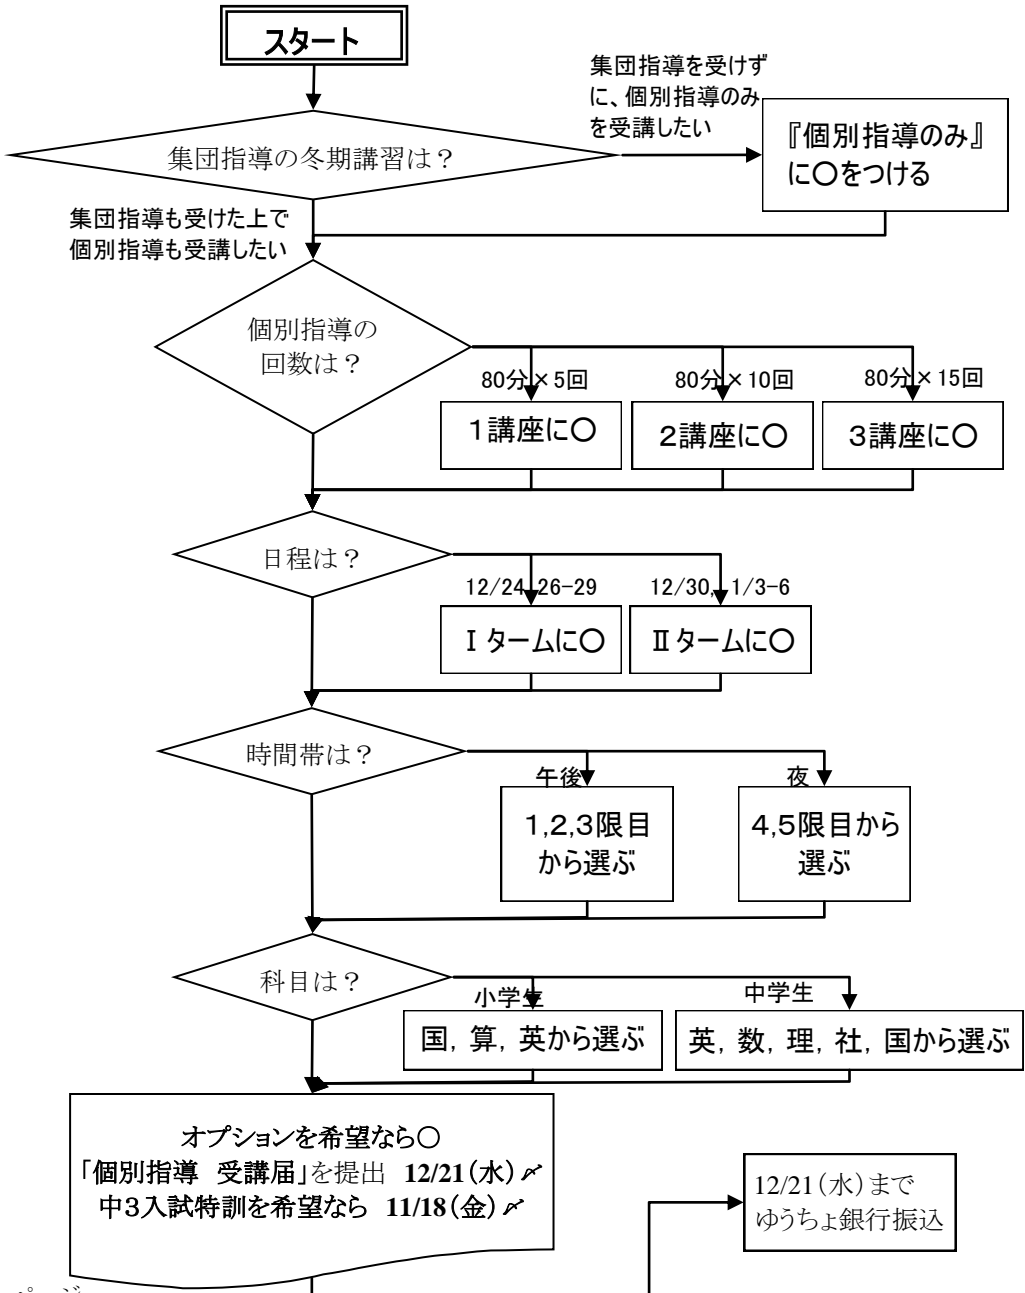 スタート
集団指導を受けず
に、個別指導のみ
を受講したい
集団指導の冬期講習は？
『個別指導のみ』
に〇をつける
集団指導も受けた上で
個別指導も受講したい
個別指導の
回数は？
80分×5回
80分×10回
80分×15回
１講座に〇
２講座に〇
３講座に〇
日程は？
12/24, 26-29
12/30, 1/3-6
Ⅰタームに〇
Ⅱタームに〇
時間帯は？
午後
夜
1,2,3限目
から選ぶ
4,5限目から
選ぶ
科目は？
小学生
中学生
国, 算, 英から選ぶ
英, 数, 理, 社, 国から選ぶ
オプションを希望なら〇
「個別指導　受講届」を提出　12/21（水）〆
中３入試特訓を希望なら　11/18（金）〆
12/21（水）まで
ゆうちょ銀行振込